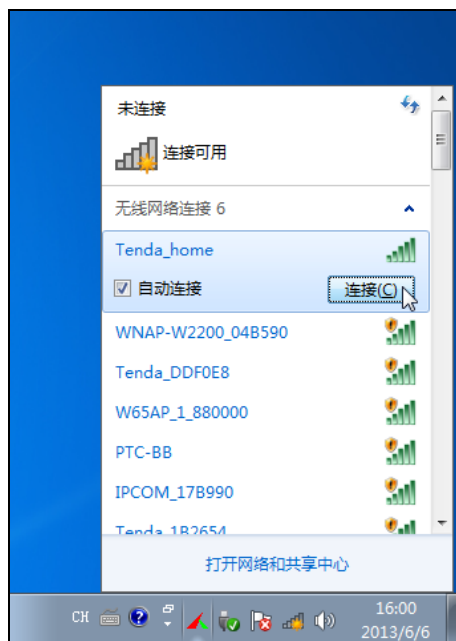 未连接
连接可用
无线网络连接 6
Tenda_home
自动连接
连接(C)
WNAP-W2200_04B590
Tenda_DDF0E8
W65AP_1_880000
PTC-BB
IPCOM_17B990
Tenda_1B2654
打开网络和共享中心
CH
16:00
2013/6/6